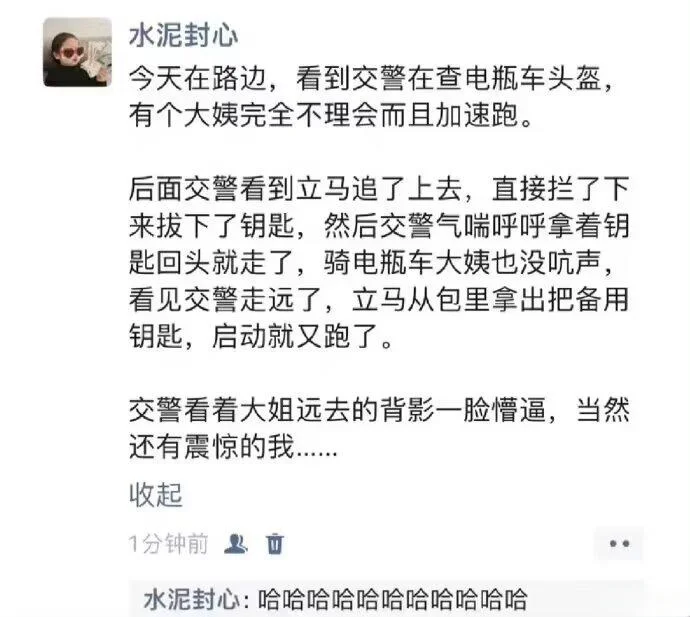 水泥封心
今天在路边，看到交警在查电瓶车头盔，
有个大姨完全不理会而且加速跑。
后面交警看到立马追了上去，直接拦了下
来拔下了钥匙，然后交警气喘呼呼拿着钥
匙回头就走了，骑电瓶车大姨也没吭声，
看见交警走远了，立马从包里拿出把备用
钥匙，启动就又跑了。
交警看着大姐远去的背影一脸懵逼，当然
还有震惊的我……
收起
1分钟前
水泥封心：哈哈哈哈哈哈哈哈哈哈哈